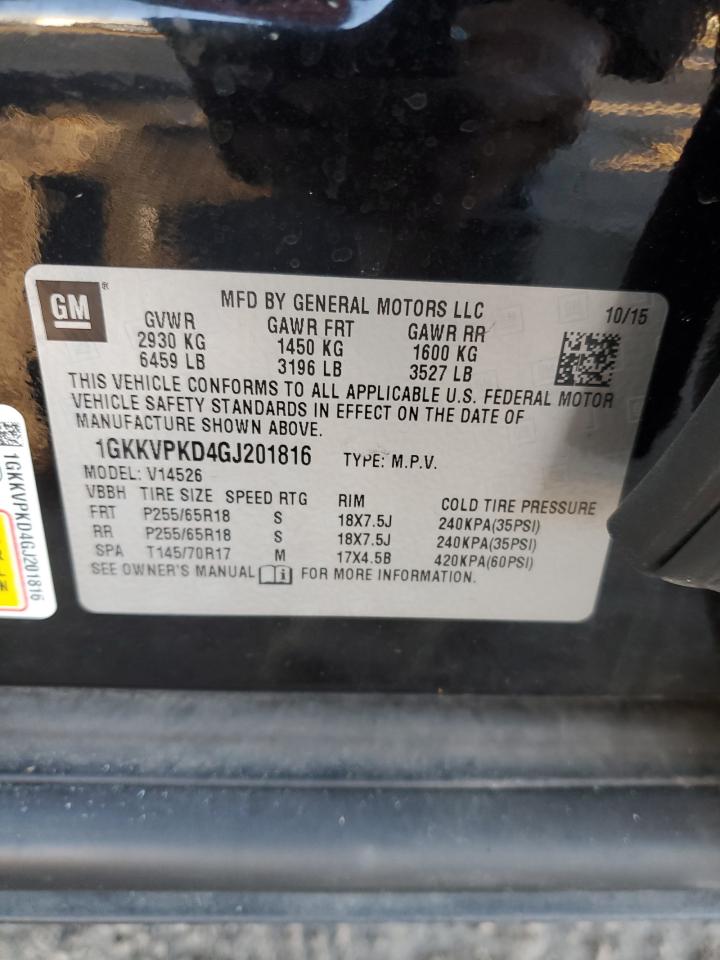 GM ®
MFD BY GENERAL MOTORS LLC
10/15
GVWR GAWR FRT GAWR RR
2930 KG 1450 KG 1600 KG
6459 LB 3196 LB 3527 LB
THIS VEHICLE CONFORMS TO ALL APPLICABLE U.S. FEDERAL MOTOR
VEHICLE SAFETY STANDARDS IN EFFECT ON THE DATE OF
MANUFACTURE SHOWN ABOVE.
1GKKVPKD4GJ201816 TYPE: M.P.V.
MODEL: V14526
VBBH TIRE SIZE SPEED RTG RIM COLD TIRE PRESSURE
FRT P255/65R18 S 18X7.5J 240KPA(35PSI)
RR P255/65R18 S 18X7.5J 240KPA(35PSI)
SPA T145/70R17 M 17X4.5B 420KPA(60PSI)
SEE OWNER'S MANUAL i FOR MORE INFORMATION.
1GKKVPKD4GJ201816